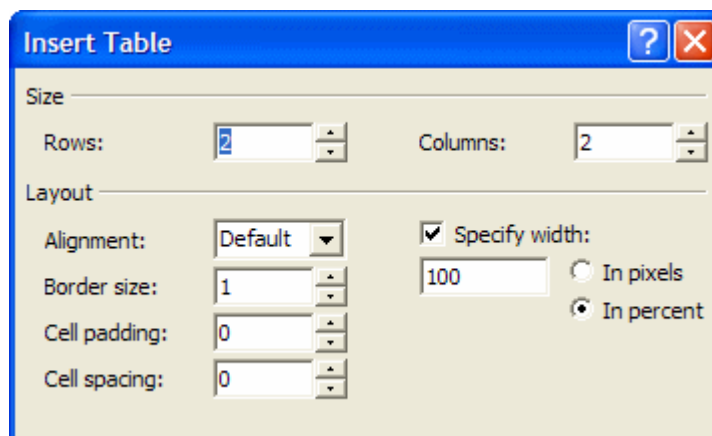 Insert Table ?
Size
Rows: 2 Columns: 2
Layout
Alignment: Default Specify width:
Border size: 1 100 In pixels
Cell padding: 0 In percent
Cell spacing: 0